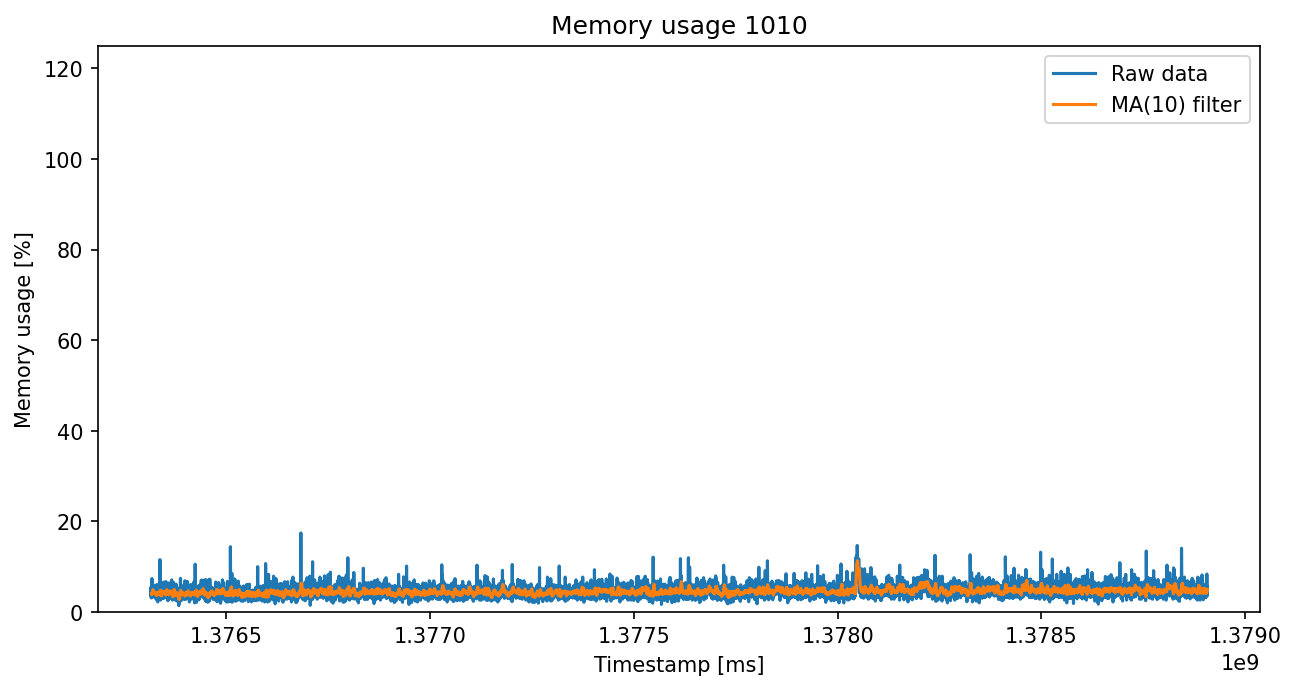 Memory usage 1010
Raw data
MA(10) filter
Memory usage [%]
120
100
80
60
40
20
0
1.3765 1.3770 1.3775 1.3780 1.3785 1.3790
1e9
Timestamp [ms]